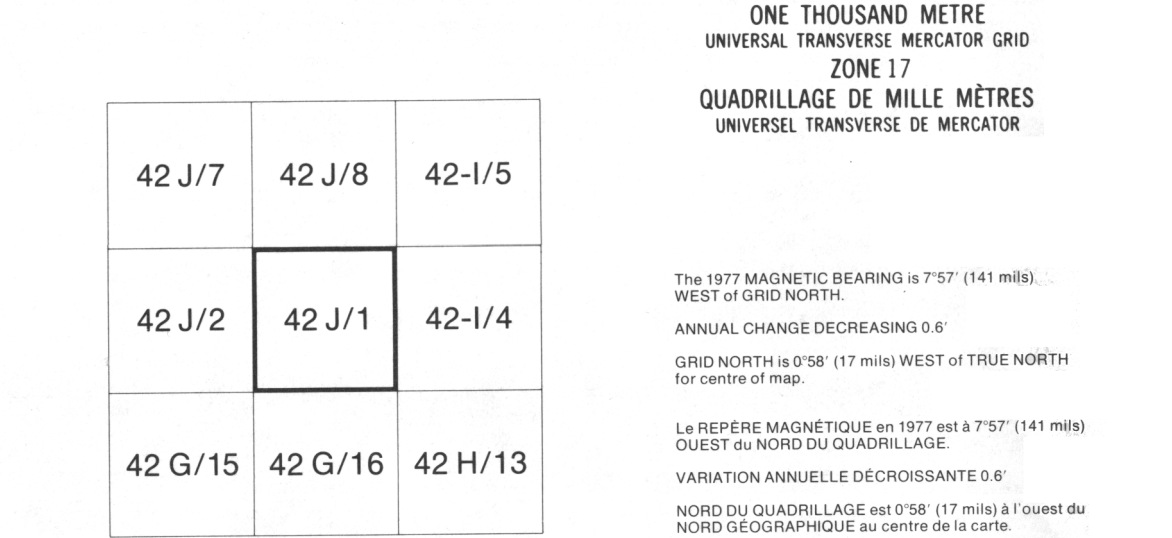 ONE THOUSAND METRE
UNIVERSAL TRANSVERSE MERCATOR GRID
ZONE 17
QUADRILLAGE DE MILLE MÈTRES
UNIVERSEL TRANSVERSE DE MERCATOR
42 J/7 42 J/8 42-I/5
42 J/2 42 J/1 42-I/4
42 G/15 42 G/16 42 H/13
The 1977 MAGNETIC BEARING is 7°57′ (141 mils)
WEST of GRID NORTH.
ANNUAL CHANGE DECREASING 0.6′
GRID NORTH is 0°58′ (17 mils) WEST of TRUE NORTH
for centre of map.
Le REPÈRE MAGNÉTIQUE en 1977 est à 7°57′ (141 mils)
OUEST du NORD DU QUADRILLAGE.
VARIATION ANNUELLE DÉCROISSANTE 0.6′
NORD DU QUADRILLAGE est 0°58′ (17 mils) à l'ouest du
NORD GÉOGRAPHIQUE au centre de la carte.